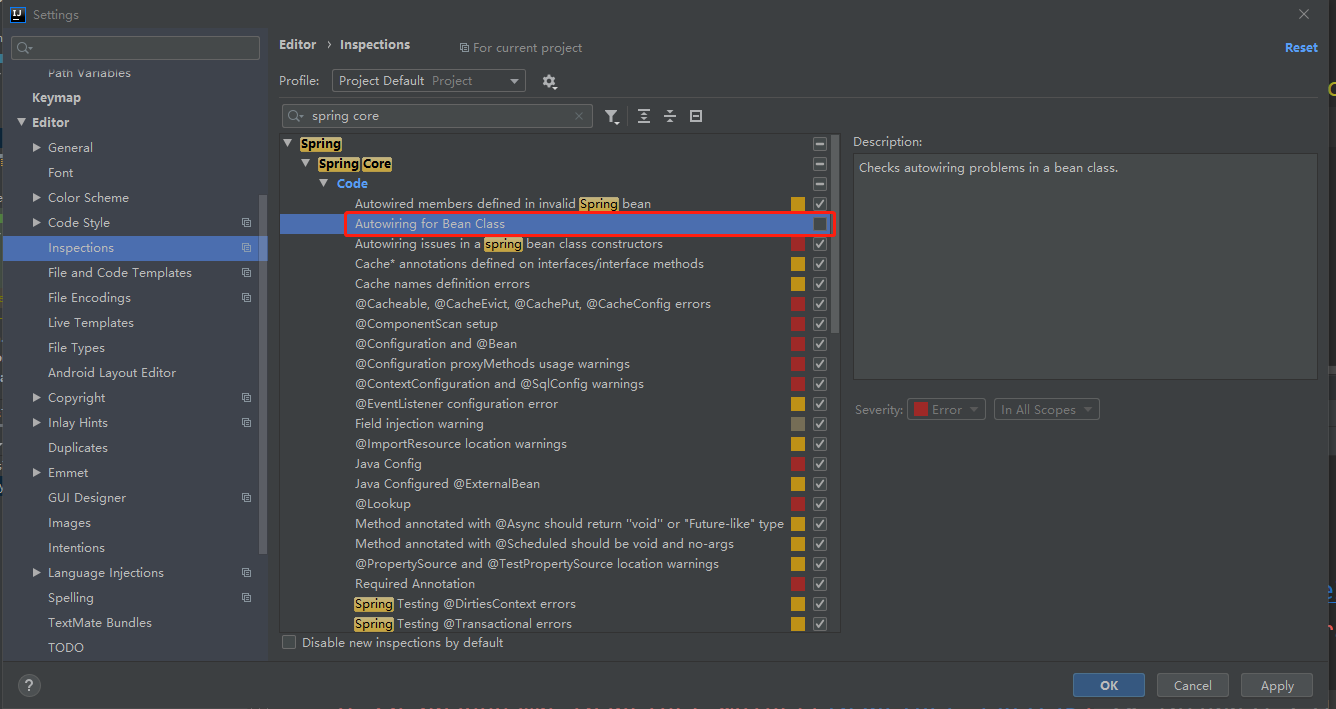 IJ Settings
Editor › Inspections For current project Reset
Path Variables
Keymap
Editor
General
Font
Color Scheme
Code Style
Inspections
File and Code Templates
File Encodings
Live Templates
File Types
Android Layout Editor
Copyright
Inlay Hints
Duplicates
Emmet
GUI Designer
Images
Intentions
Language Injections
Spelling
TextMate Bundles
TODO
Profile: Project Default Project
spring core
Spring
Spring Core
Code
Autowired members defined in invalid Spring bean
Autowiring for Bean Class
Autowiring issues in a spring bean class constructors
Cache* annotations defined on interfaces/interface methods
Cache names definition errors
@Cacheable, @CacheEvict, @CachePut, @CacheConfig errors
@ComponentScan setup
@Configuration and @Bean
@Configuration proxyMethods usage warnings
@ContextConfiguration and @SqlConfig warnings
@EventListener configuration error
Field injection warning
@ImportResource location warnings
Java Config
Java Configured @ExternalBean
@Lookup
Method annotated with @Async should return "void" or "Future-like" type
Method annotated with @Scheduled should be void and no-args
@PropertySource and @TestPropertySource location warnings
Required Annotation
Spring Testing @DirtiesContext errors
Spring Testing @Transactional errors
Disable new inspections by default
Description:
Checks autowiring problems in a bean class.
Severity: Error In All Scopes
? OK Cancel Apply